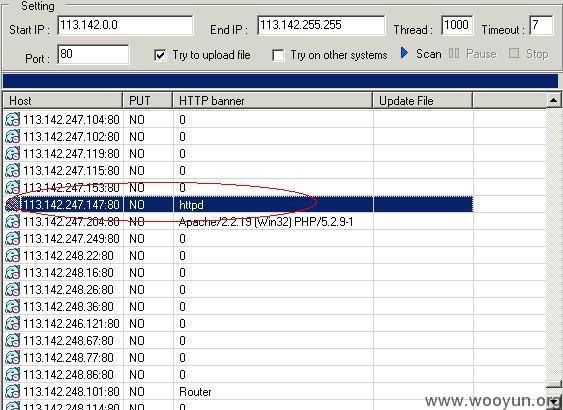 Setting
Start IP : 113.142.0.0 End IP : 113.142.255.255 Thread : 1000 Timeout : 7
Port : 80 Try to upload file Try on other systems Scan Pause Stop
Host PUT HTTP banner Update File
113.142.247.104:80 NO 0
113.142.247.102:80 NO 0
113.142.247.119:80 NO 0
113.142.247.115:80 NO 0
113.142.247.153:80 NO 0
113.142.247.147:80 NO httpd
113.142.247.204:80 NO Apache/2.2.19 (Win32) PHP/5.2.9-1
113.142.247.249:80 NO 0
113.142.248.22:80 NO 0
113.142.248.16:80 NO 0
113.142.248.26:80 NO 0
113.142.248.36:80 NO 0
113.142.246.121:80 NO 0
113.142.248.67:80 NO 0
113.142.248.77:80 NO 0
113.142.248.86:80 NO 0
113.142.248.101:80 NO Router
113.142.248.114:80 NO 0
www.wooyun.org